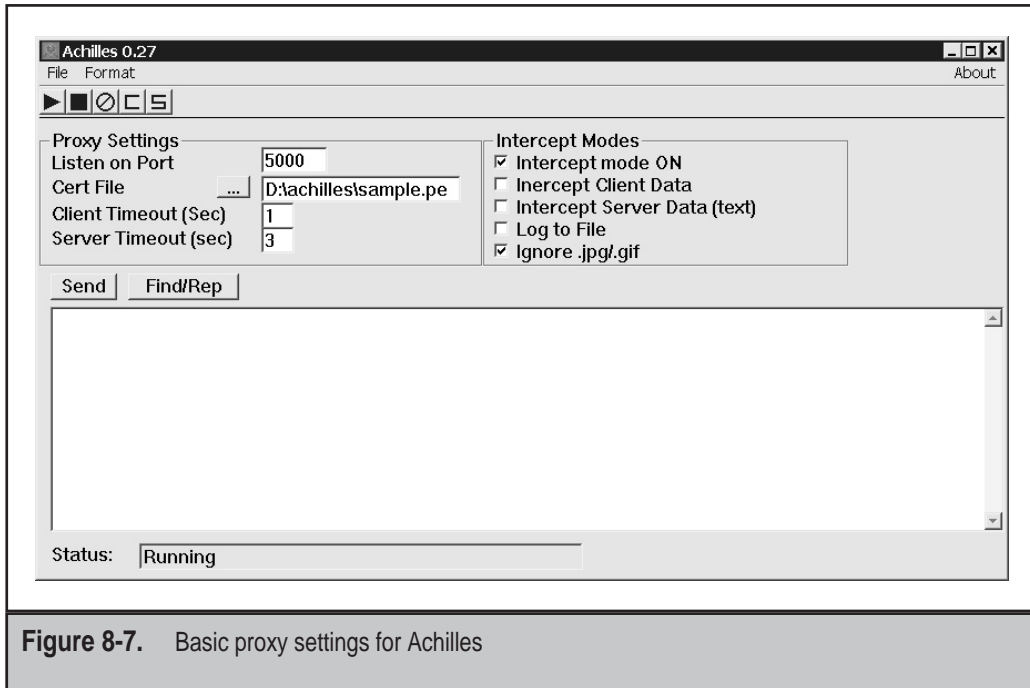 Achilles 0.27
File Format About
Proxy Settings
Listen on Port 5000
Cert File ... D:\achilles\sample.pe
Client Timeout (Sec) 1
Server Timeout (sec) 3
Intercept Modes
Intercept mode ON
Inercept Client Data
Intercept Server Data (text)
Log to File
Ignore .jpg/.gif
Send Find/Rep
Status: Running
Figure 8-7. Basic proxy settings for Achilles